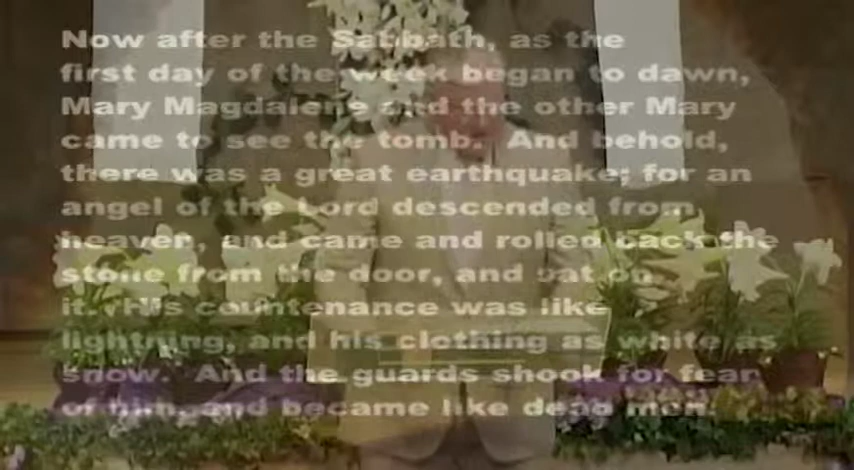 Now after the Sabbath, as the
first day of the week began to dawn,
Mary Magdalene and the other Mary
came to see the tomb. And behold,
there was a great earthquake; for an
angel of the Lord descended from
heaven, and came and rolled back the
stone from the door, and sat on
it. His countenance was like
lightning, and his clothing as white as
snow. And the guards shook for fear
of him, and became like dead men.